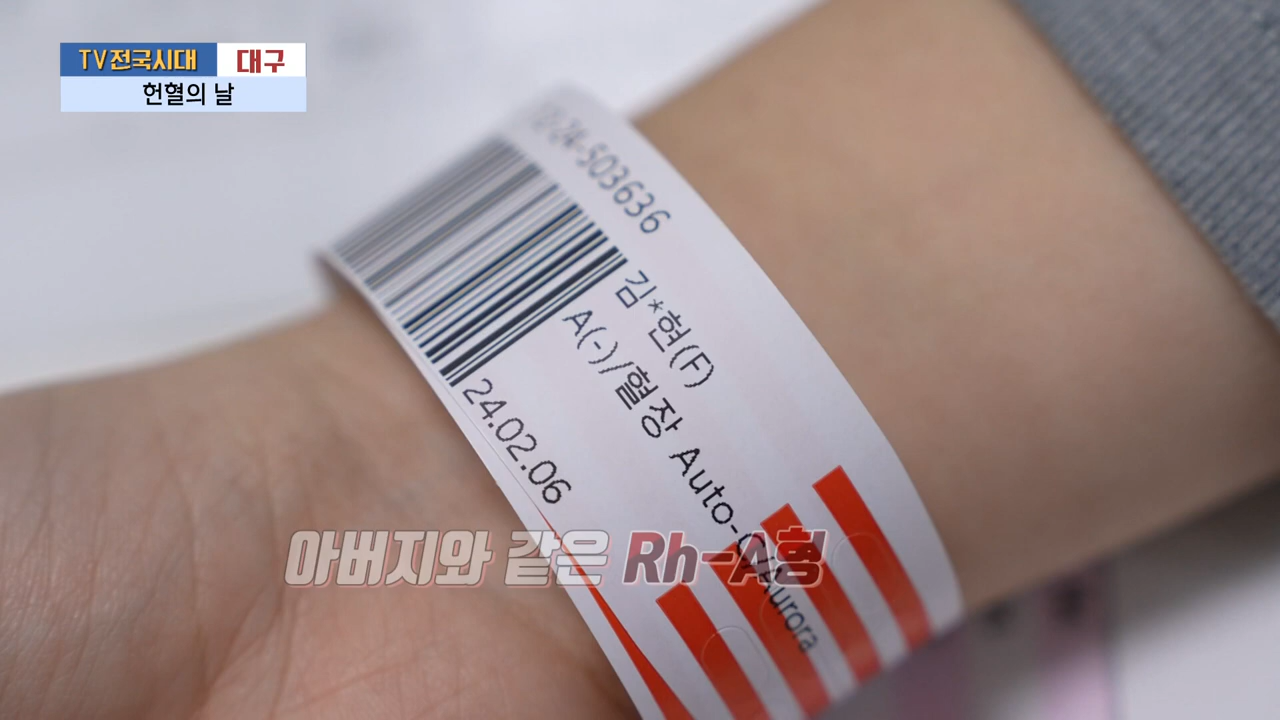 TV전국시대 대구
헌혈의 날
24-503636
김*현(F)
A(-)/혈장 Auto-C/Aurora
24.02.06
아버지와 같은 Rh-A형